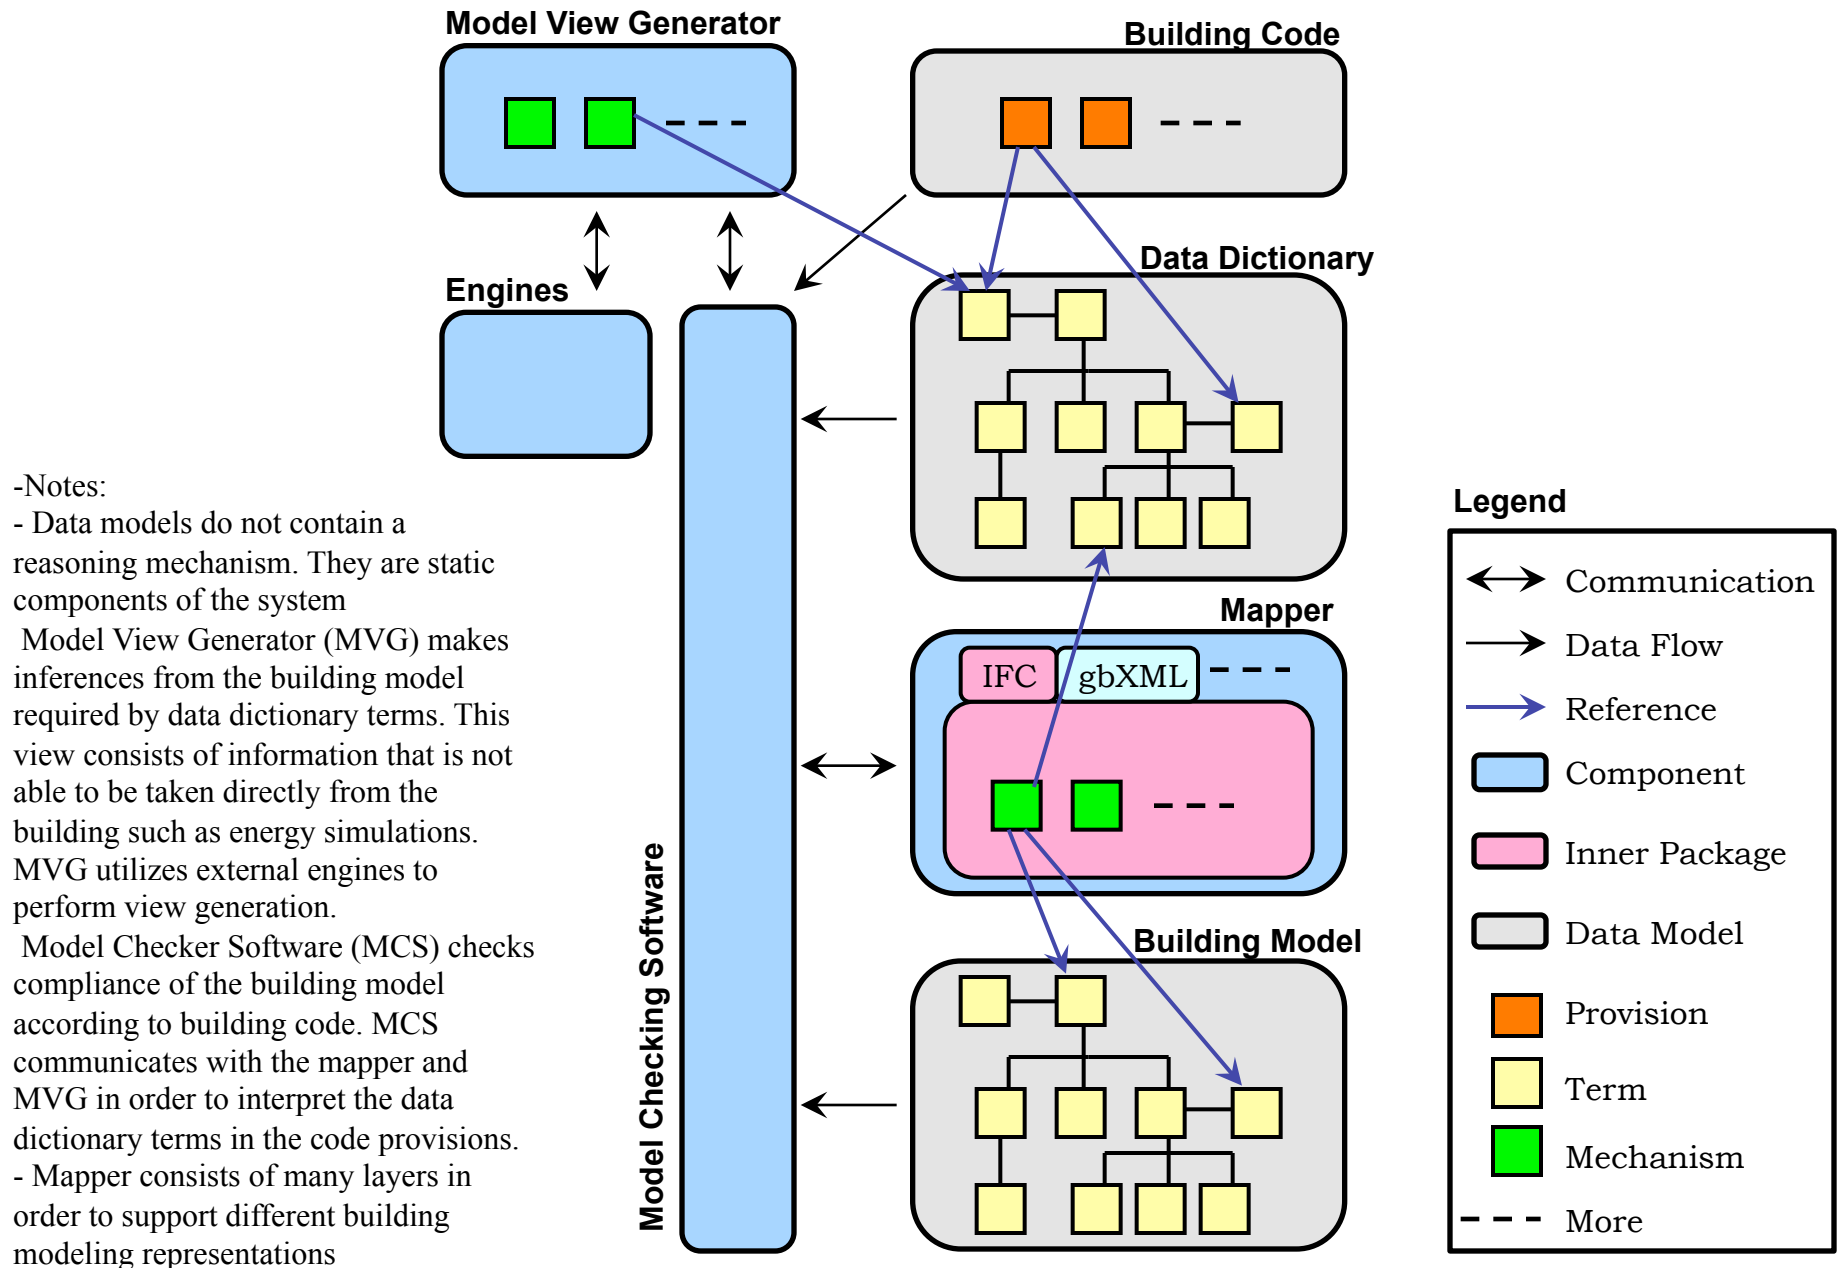 Model View Generator
Building Code
Data Dictionary
Engines
-Notes:
- Data models do not contain a
reasoning mechanism. They are static
components of the system
Model View Generator (MVG) makes
inferences from the building model
required by data dictionary terms. This
view consists of information that is not
able to be taken directly from the
building such as energy simulations.
MVG utilizes external engines to
perform view generation.
Model Checker Software (MCS) checks
compliance of the building model
according to building code. MCS
communicates with the mapper and
MVG in order to interpret the data
dictionary terms in the code provisions.
- Mapper consists of many layers in
order to support different building
modeling representations
Model Checking Software
Mapper
IFC
gbXML
Building Model
Legend
Communication
Data Flow
Reference
Component
Inner Package
Data Model
Provision
Term
Mechanism
More